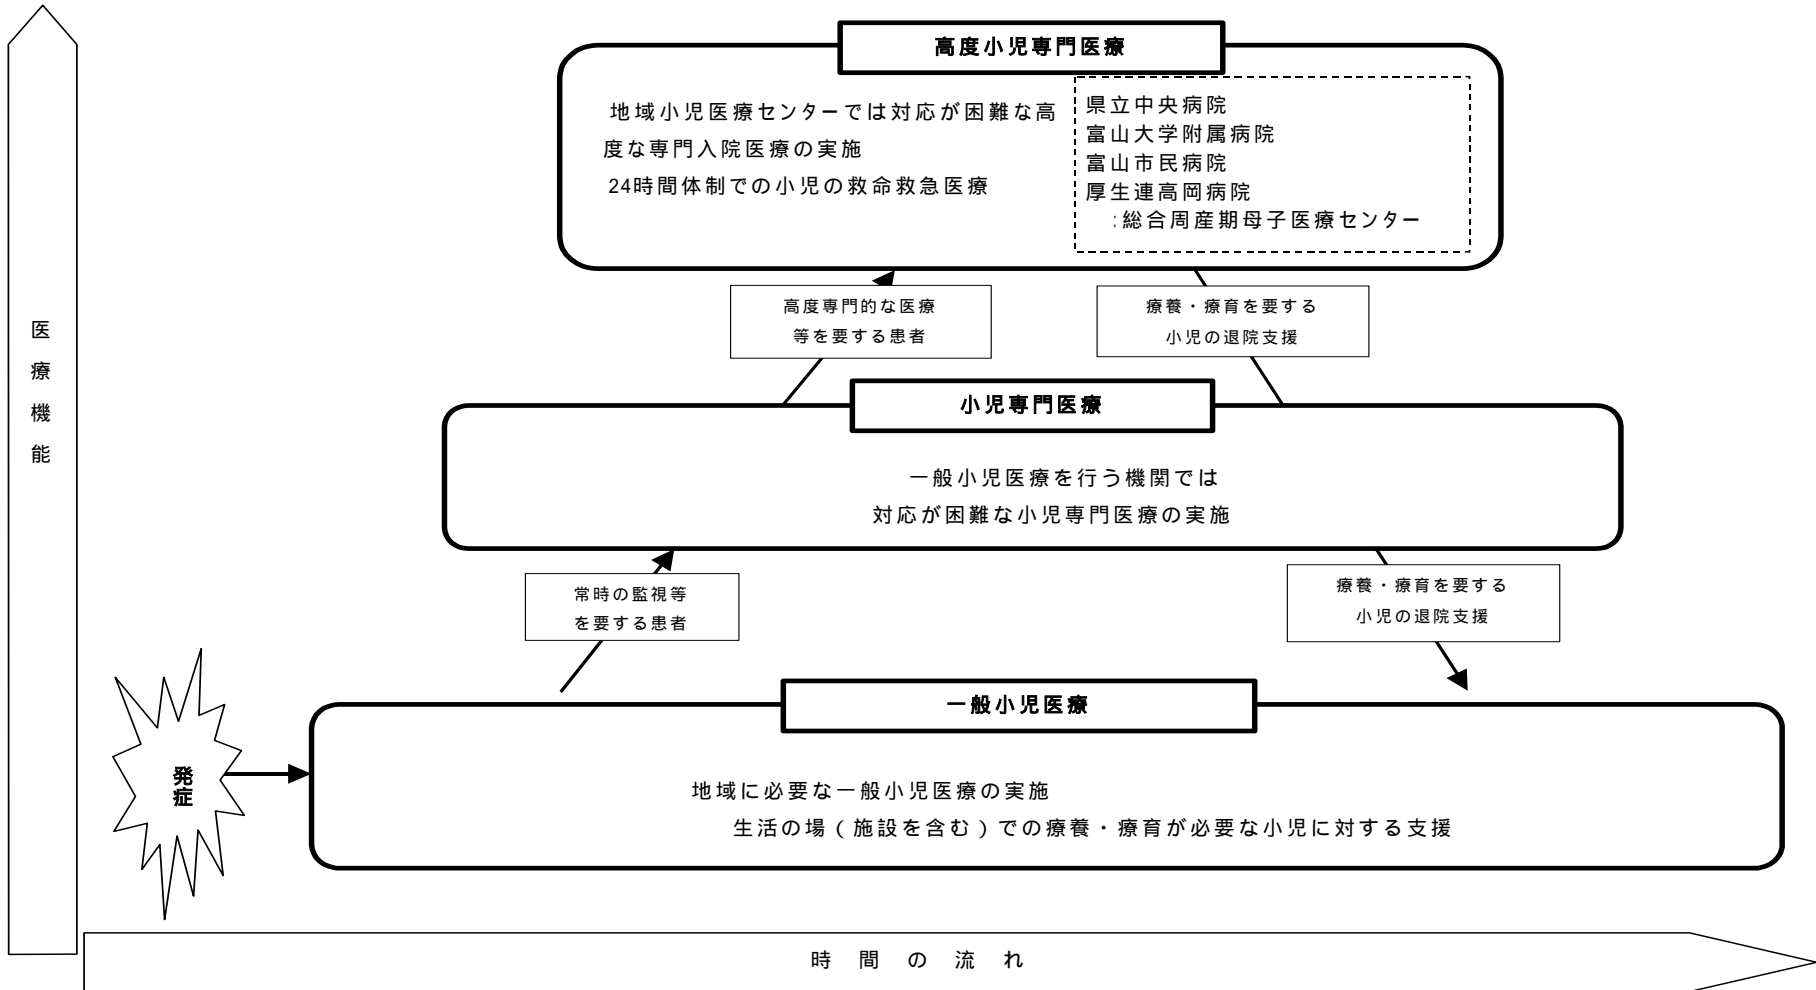 高度小児専門医療
地域小児医療センターでは対応が困難な高
度な専門入院医療の実施
24時間体制での小児の救命救急医療
県立中央病院
富山大学附属病院
富山市民病院
厚生連高岡病院
:総合周産期母子医療センター
高度専門的な医療
等を要する患者
療養・療育を要する
小児の退院支援
医療機能
小児専門医療
一般小児医療を行う機関では
対応が困難な小児専門医療の実施
常時の監視等
を要する患者
療養・療育を要する
小児の退院支援
発症
一般小児医療
地域に必要な一般小児医療の実施
生活の場(施設を含む)での療養・療育が必要な小児に対する支援
時間の流れ